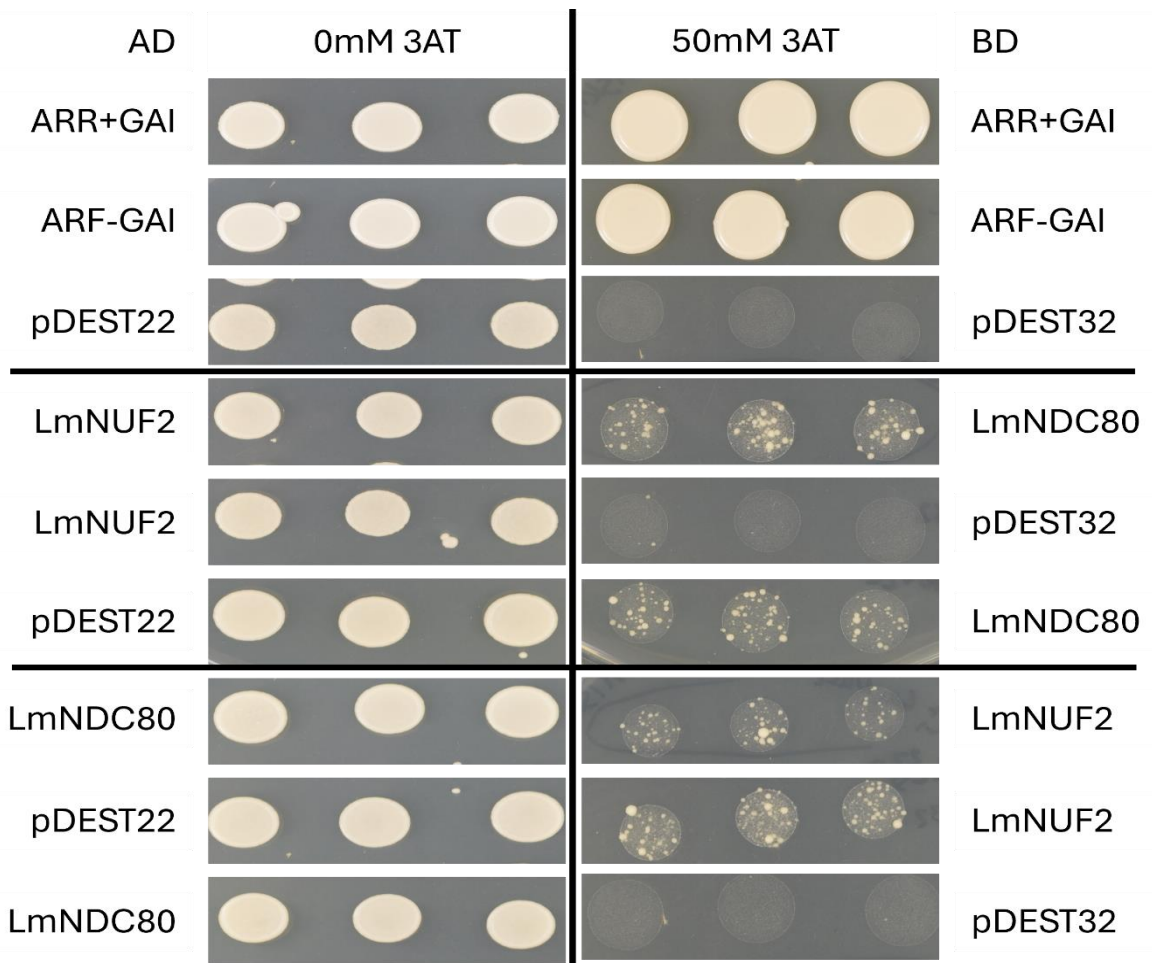 AD 0mM 3AT 50mM 3AT BD
ARR+GAI ARR+GAI
ARF-GAI ARF-GAI
pDEST22 pDEST32
LmNUF2 LmNDC80
LmNUF2 pDEST32
pDEST22 LmNDC80
LmNDC80 LmNUF2
pDEST22 LmNUF2
LmNDC80 pDEST32